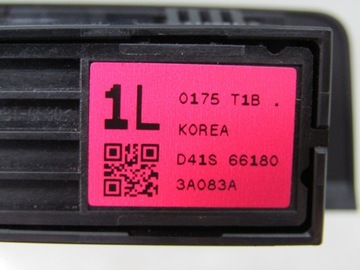 1L
0175 T1B .
KOREA
D41S 66180
3A083A